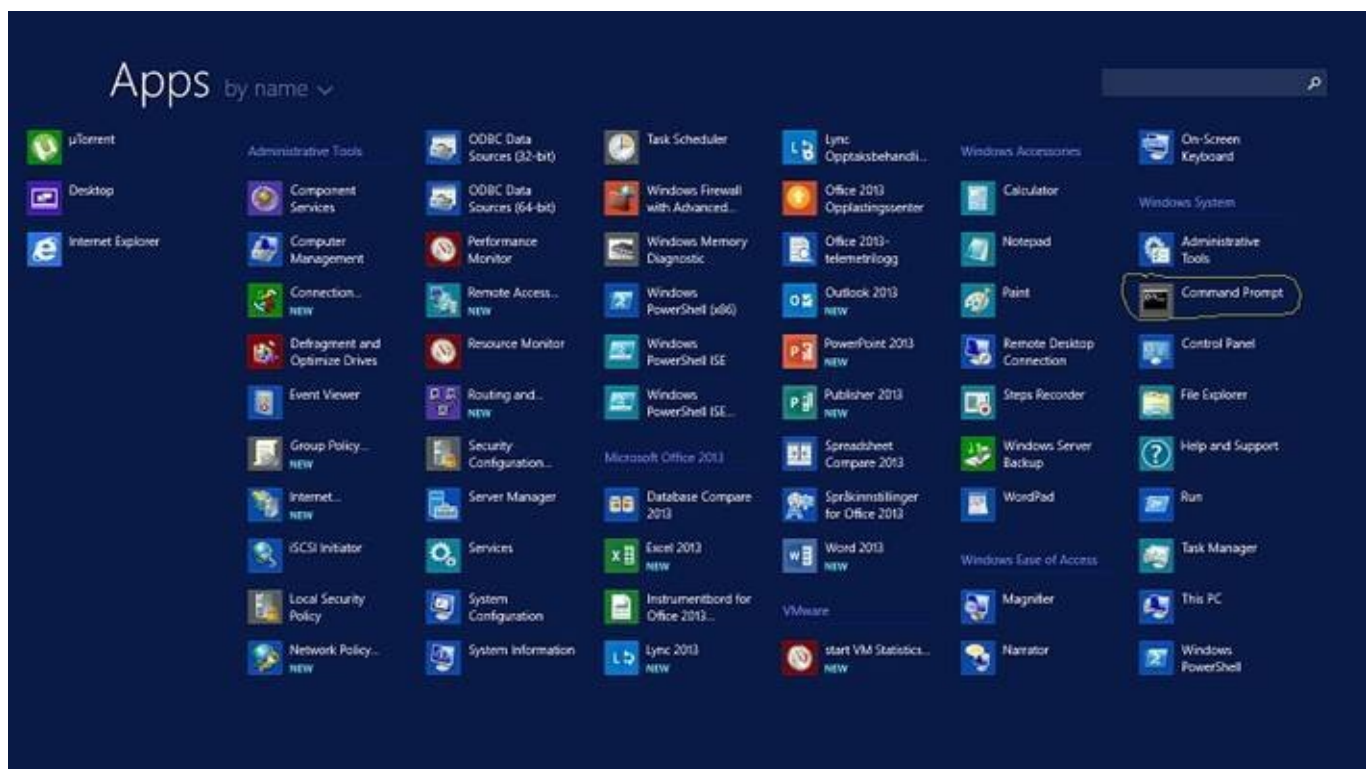 Apps by name
µTorrent
Desktop
Internet Explorer
Administrative Tools
Component
Services
Computer
Management
Connection...
NEW
Defragment and
Optimize Drives
Event Viewer
Group Policy...
NEW
Internet...
NEW
iSCSI Initiator
Local Security
Policy
Network Policy...
NEW
ODBC Data
Sources (32-bit)
ODBC Data
Sources (64-bit)
Performance
Monitor
Remote Access...
NEW
Resource Monitor
Routing and...
NEW
Security
Configuration...
Server Manager
Services
System
Configuration
System Information
Task Scheduler
Windows Firewall
with Advanced...
Windows Memory
Diagnostic
Windows
PowerShell (x86)
Windows
PowerShell ISE
Windows
PowerShell ISE...
Microsoft Office 2013
Database Compare
2013
Excel 2013
NEW
Instrumentbord for
Office 2013...
Lync 2013
NEW
Lync
Opptaksbehandli...
Office 2013
Opplastingssenter
Office 2013-
telemetrilogg
Outlook 2013
NEW
PowerPoint 2013
NEW
Publisher 2013
NEW
Spreadsheet
Compare 2013
Språkinnstillinger
for Office 2013
Word 2013
NEW
VMware
start VM Statistics...
NEW
Windows Accessories
Calculator
Notepad
Paint
Remote Desktop
Connection
Steps Recorder
Windows Server
Backup
WordPad
Windows Ease of Access
Magnifier
Narrator
On-Screen
Keyboard
Windows System
Administrative
Tools
Command Prompt
Control Panel
File Explorer
Help and Support
Run
Task Manager
This PC
Windows
PowerShell